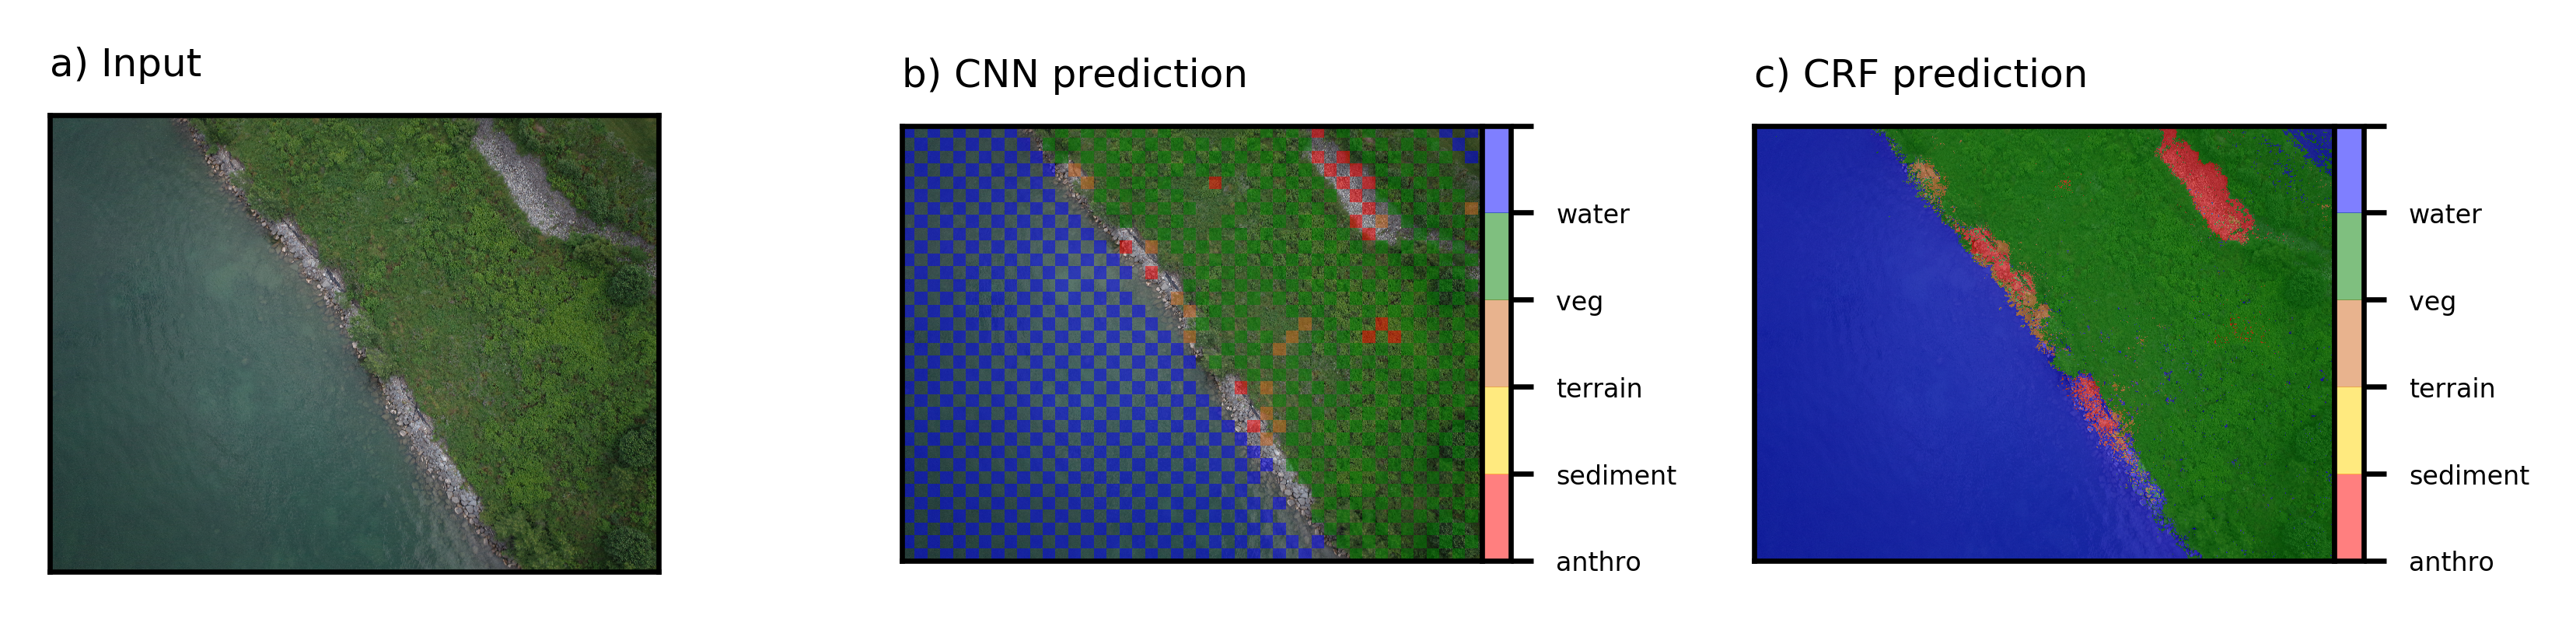 a) Input
b) CNN prediction
water
veg
terrain
sediment
anthro
c) CRF prediction
water
veg
terrain
sediment
anthro